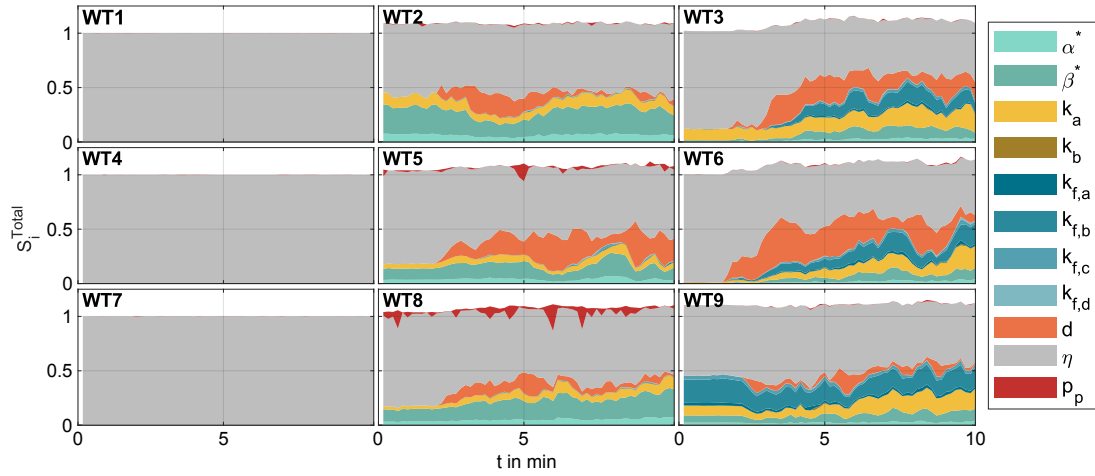 WT1 WT2 WT3
1
0.5
0
WT4 WT5 WT6
1
0.5
0
WT7 WT8 WT9
1
0.5
0
0 5 0 5 0 5 10
S_i^Total
t in min
α*
β*
k_a
k_b
k_f,a
k_f,b
k_f,c
k_f,d
d
η
p_p